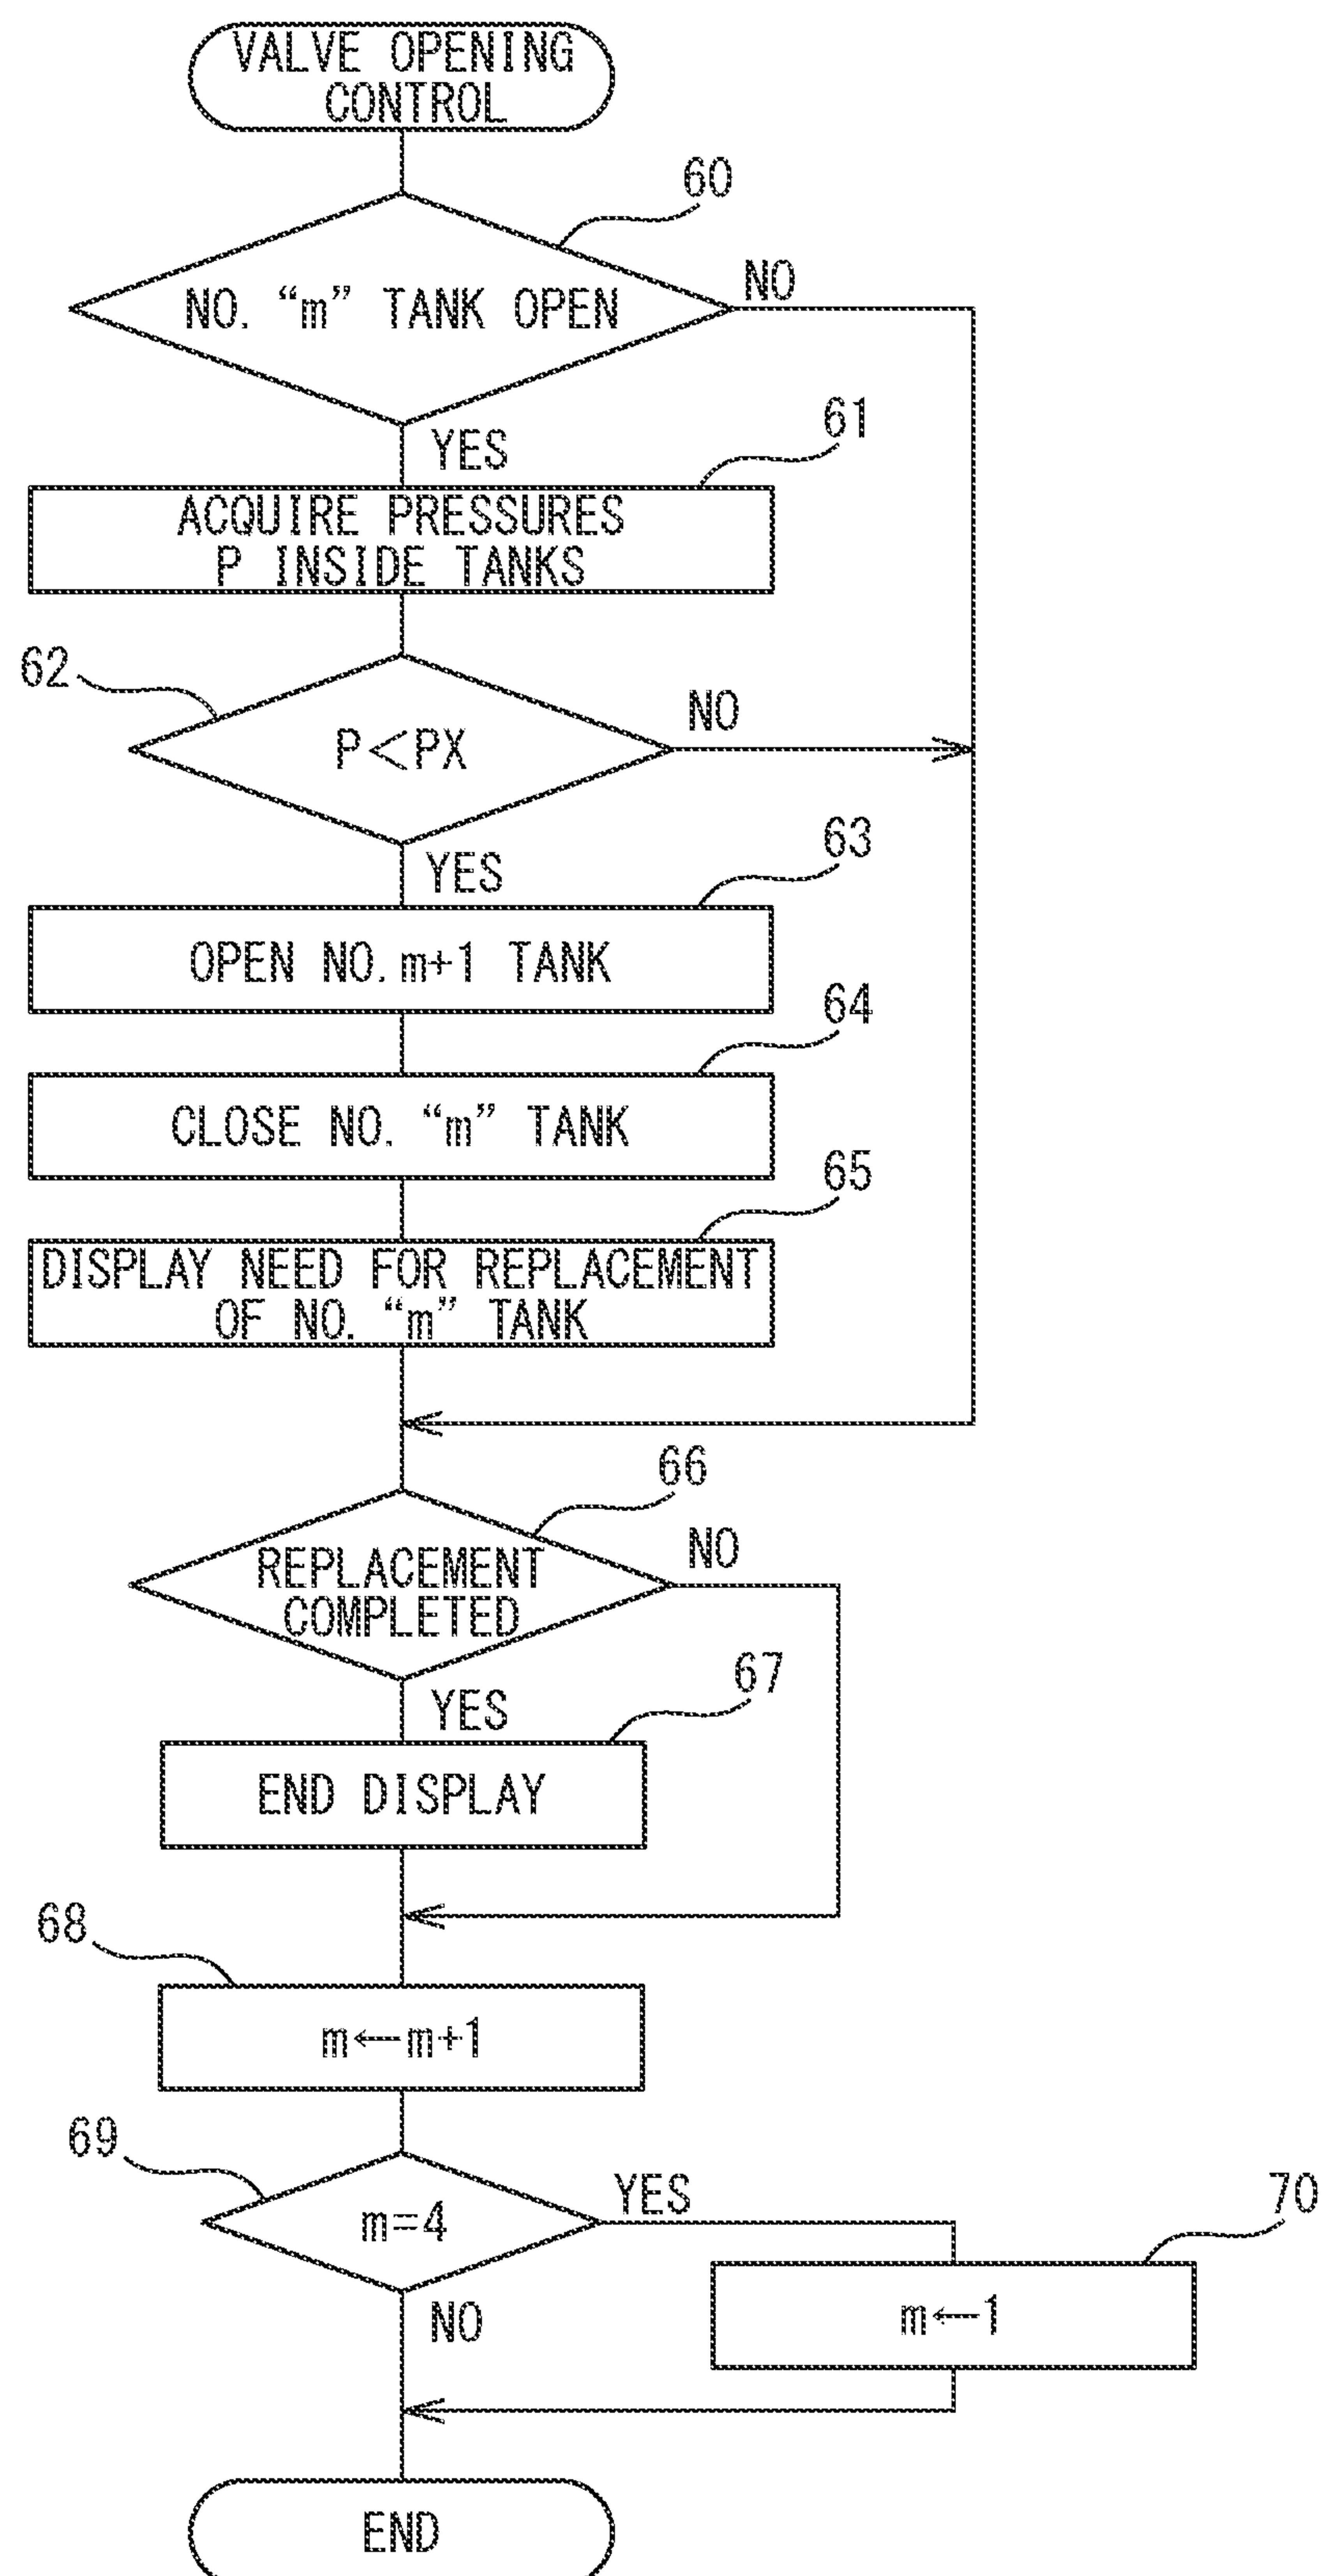 VALVE OPENING
CONTROL
60
NO. “m” TANK OPEN
NO
YES
61
ACQUIRE PRESSURES
P INSIDE TANKS
62
P<PX
NO
YES
63
OPEN NO. m+1 TANK
64
CLOSE NO. “m” TANK
65
DISPLAY NEED FOR REPLACEMENT
OF NO. “m” TANK
66
REPLACEMENT
COMPLETED
NO
YES
67
END DISPLAY
68
m←m+1
69
m=4
YES
70
m←1
NO
END